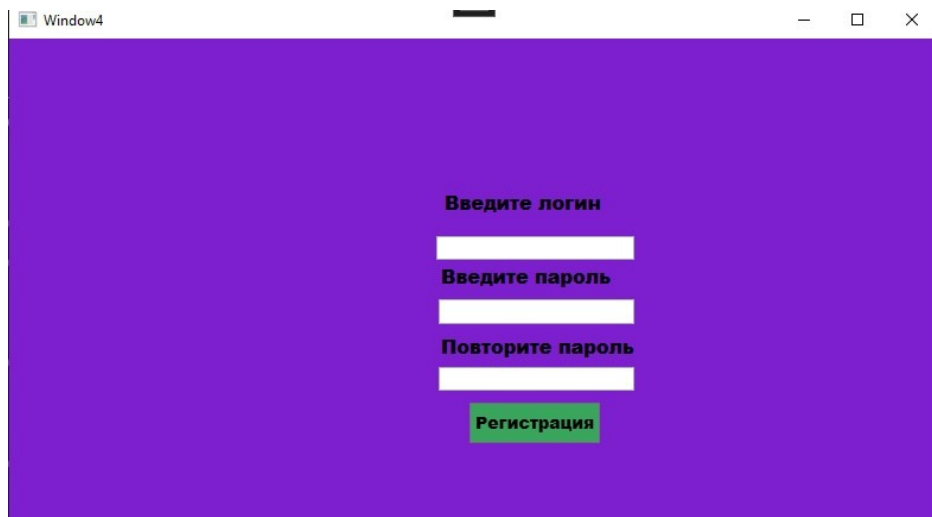 Window4
Введите логин
Введите пароль
Повторите пароль
Регистрация